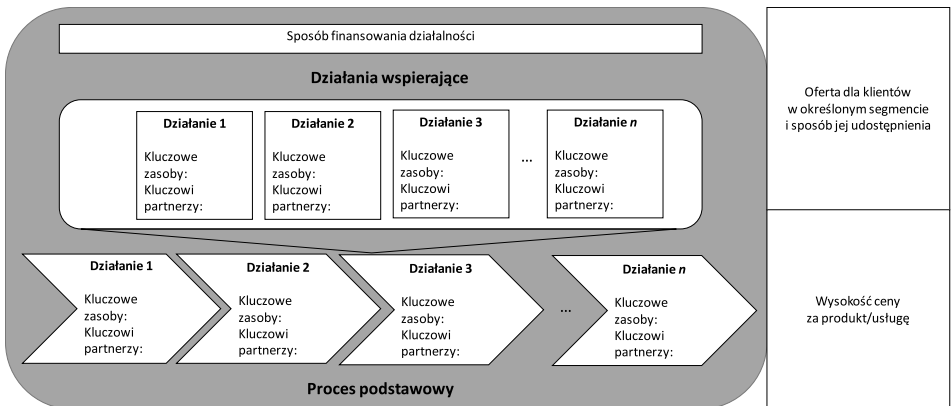 Sposób finansowania działalności
Działania wspierające
Działanie 1
Kluczowe
zasoby:
Kluczowi
partnerzy:
Działanie 2
Kluczowe
zasoby:
Kluczowi
partnerzy:
Działanie 3
Kluczowe
zasoby:
Kluczowi
partnerzy:
...
Działanie n
Kluczowe
zasoby:
Kluczowi
partnerzy:
Działanie 1
Kluczowe
zasoby:
Kluczowi
partnerzy:
Działanie 2
Kluczowe
zasoby:
Kluczowi
partnerzy:
Działanie 3
Kluczowe
zasoby:
Kluczowi
partnerzy:
...
Działanie n
Kluczowe
zasoby:
Kluczowi
partnerzy:
Proces podstawowy
Oferta dla klientów
w określonym segmencie
i sposób jej udostępnienia
Wysokość ceny
za produkt/usługę